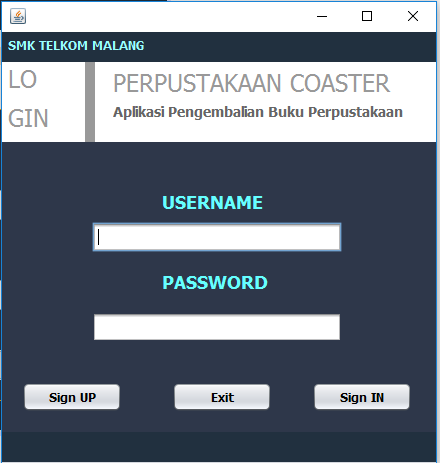 SMK TELKOM MALANG
LO
GIN
PERPUSTAKAAN COASTER
Aplikasi Pengembalian Buku Perpustakaan
USERNAME
PASSWORD
Sign UP
Exit
Sign IN